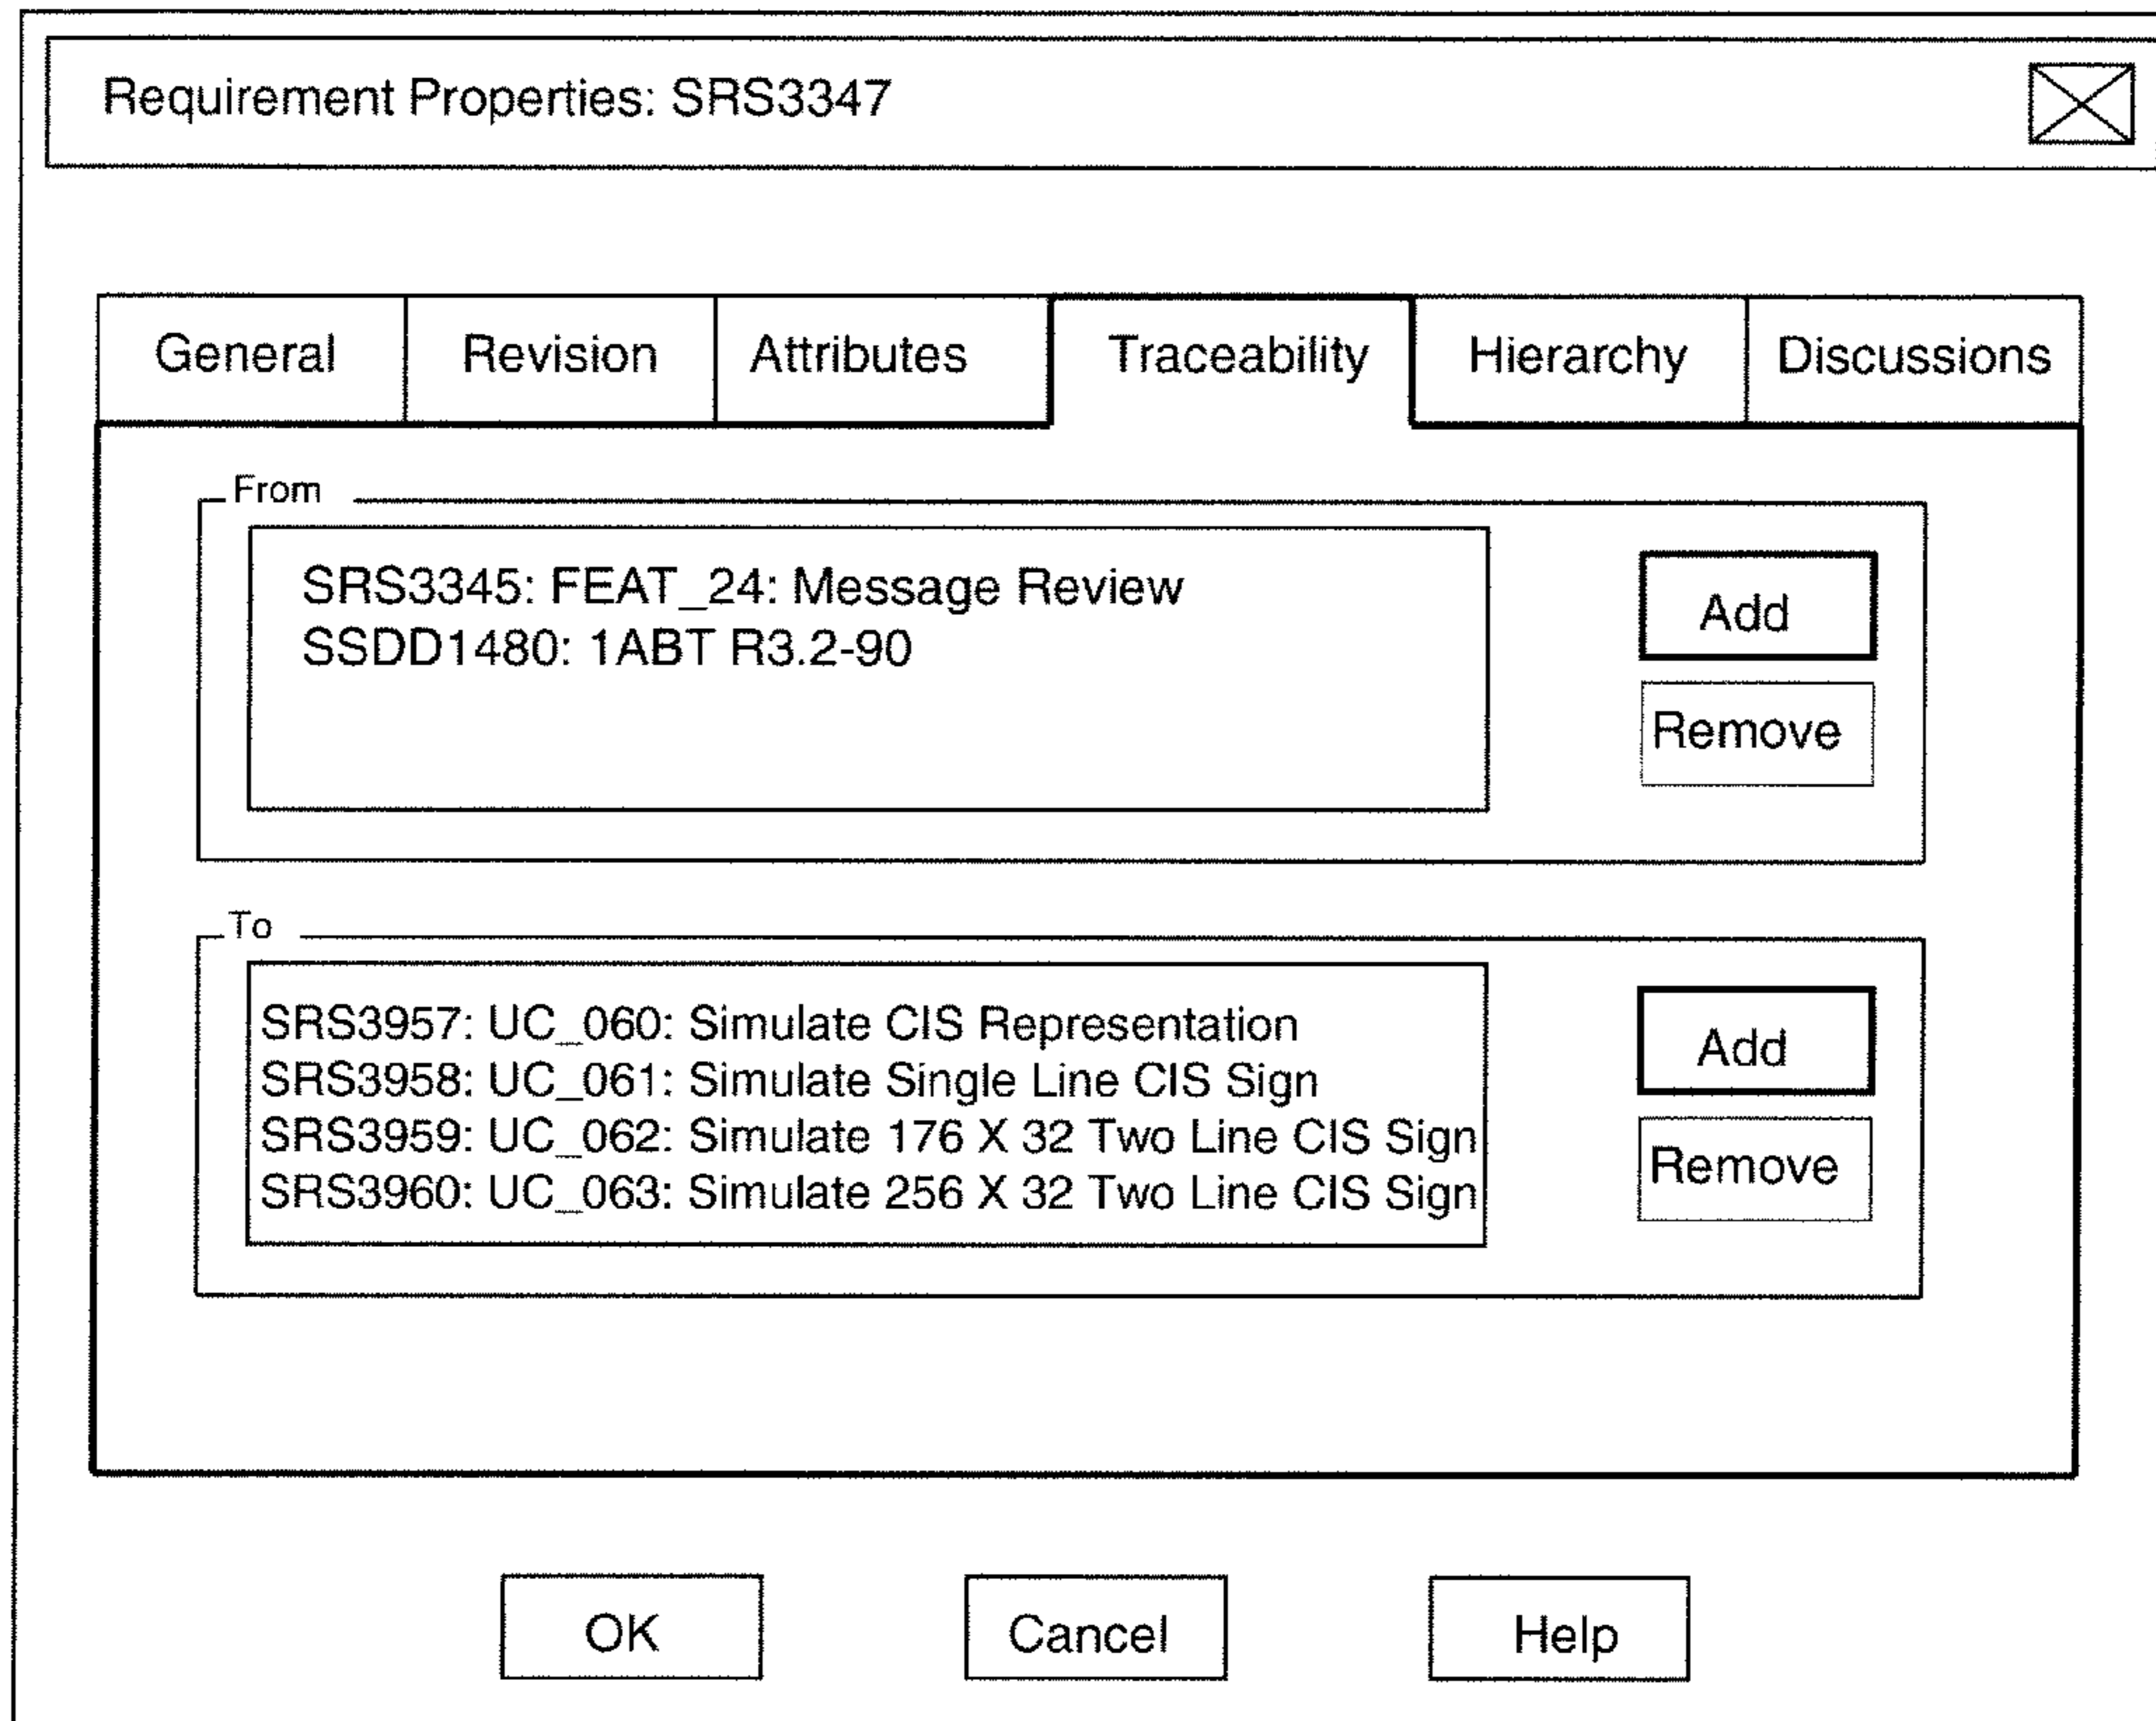 Requirement Properties: SRS3347
General Revision Attributes Traceability Hierarchy Discussions
From
SRS3345: FEAT_24: Message Review
SSDD1480: 1ABT R3.2-90
Add
Remove
To
SRS3957: UC_060: Simulate CIS Representation
SRS3958: UC_061: Simulate Single Line CIS Sign
SRS3959: UC_062: Simulate 176 X 32 Two Line CIS Sign
SRS3960: UC_063: Simulate 256 X 32 Two Line CIS Sign
Add
Remove
OK Cancel Help